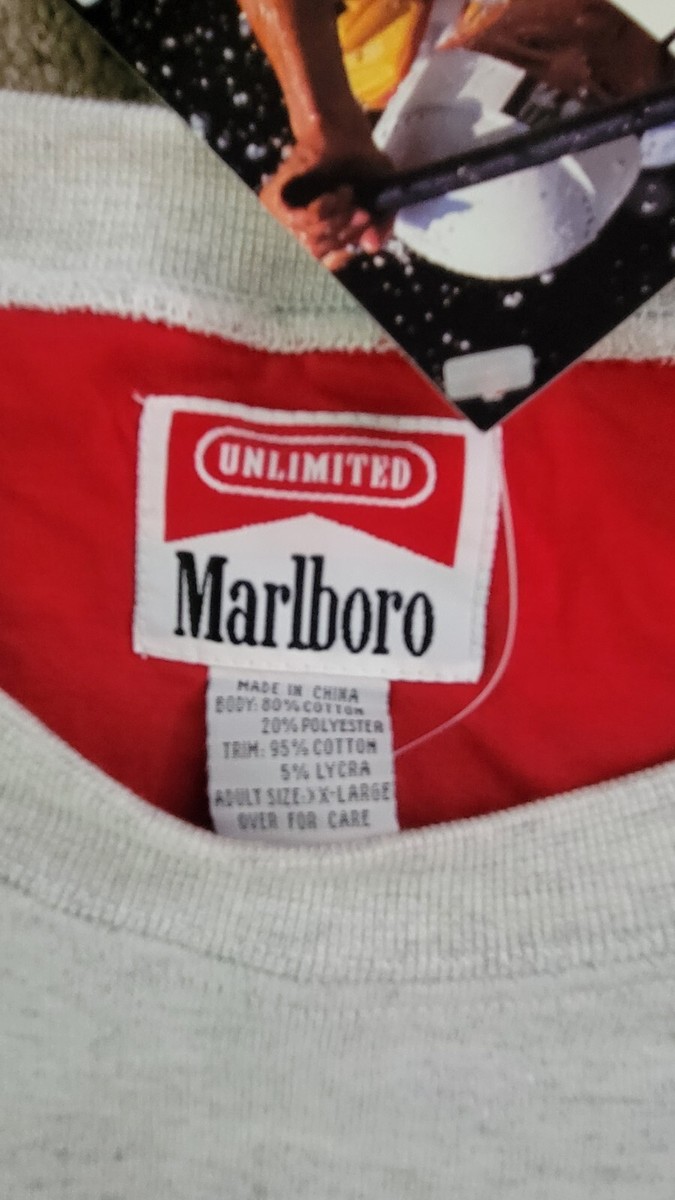 UNLIMITED
Marlboro
MADE IN CHINA
BODY: 80% COTTON
20% POLYESTER
TRIM: 95% COTTON
5% LYCRA
ADULT SIZE: X-LARGE
OVER FOR CARE